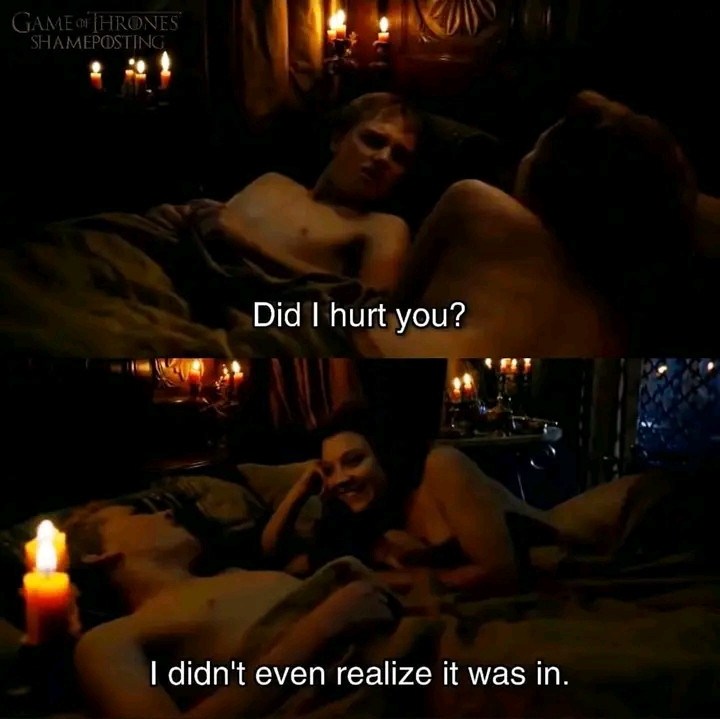 GAME OF THRONES
SHAMEPOSTING
Did I hurt you?
I didn't even realize it was in.